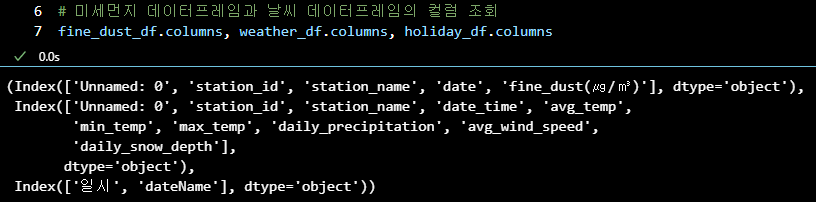 6 # 미세먼지 데이터프레임과 날씨 데이터프레임의 컬럼 조회
7 fine_dust_df.columns, weather_df.columns, holiday_df.columns
✓ 0.0s
(Index(['Unnamed: 0', 'station_id', 'station_name', 'date', 'fine_dust(㎍/㎥)'], dtype='object'),
Index(['Unnamed: 0', 'station_id', 'station_name', 'date_time', 'avg_temp',
'min_temp', 'max_temp', 'daily_precipitation', 'avg_wind_speed',
'daily_snow_depth'],
dtype='object'),
Index(['일시', 'dateName'], dtype='object'))